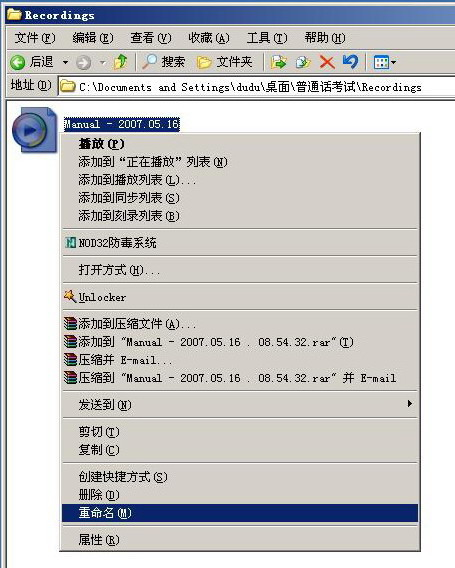 Recordings
文件(F) 编辑(E) 查看(V) 收藏(A) 工具(T) 帮助(H)
后退 搜索 文件夹
地址(D) C:\Documents and Settings\dudu\桌面\普通话考试\Recordings
Manual - 2007.05.16
播放(P)
添加到“正在播放”列表(N)
添加到播放列表(L)...
添加到同步列表(S)
添加到刻录列表(B)
NOD32防毒系统
打开方式(H)...
Unlocker
添加到压缩文件(A)...
添加到 "Manual - 2007.05.16 . 08.54.32.rar"(T)
压缩并 E-mail...
压缩到 "Manual - 2007.05.16 . 08.54.32.rar" 并 E-mail
发送到(N)
剪切(T)
复制(C)
创建快捷方式(S)
删除(D)
重命名(M)
属性(R)